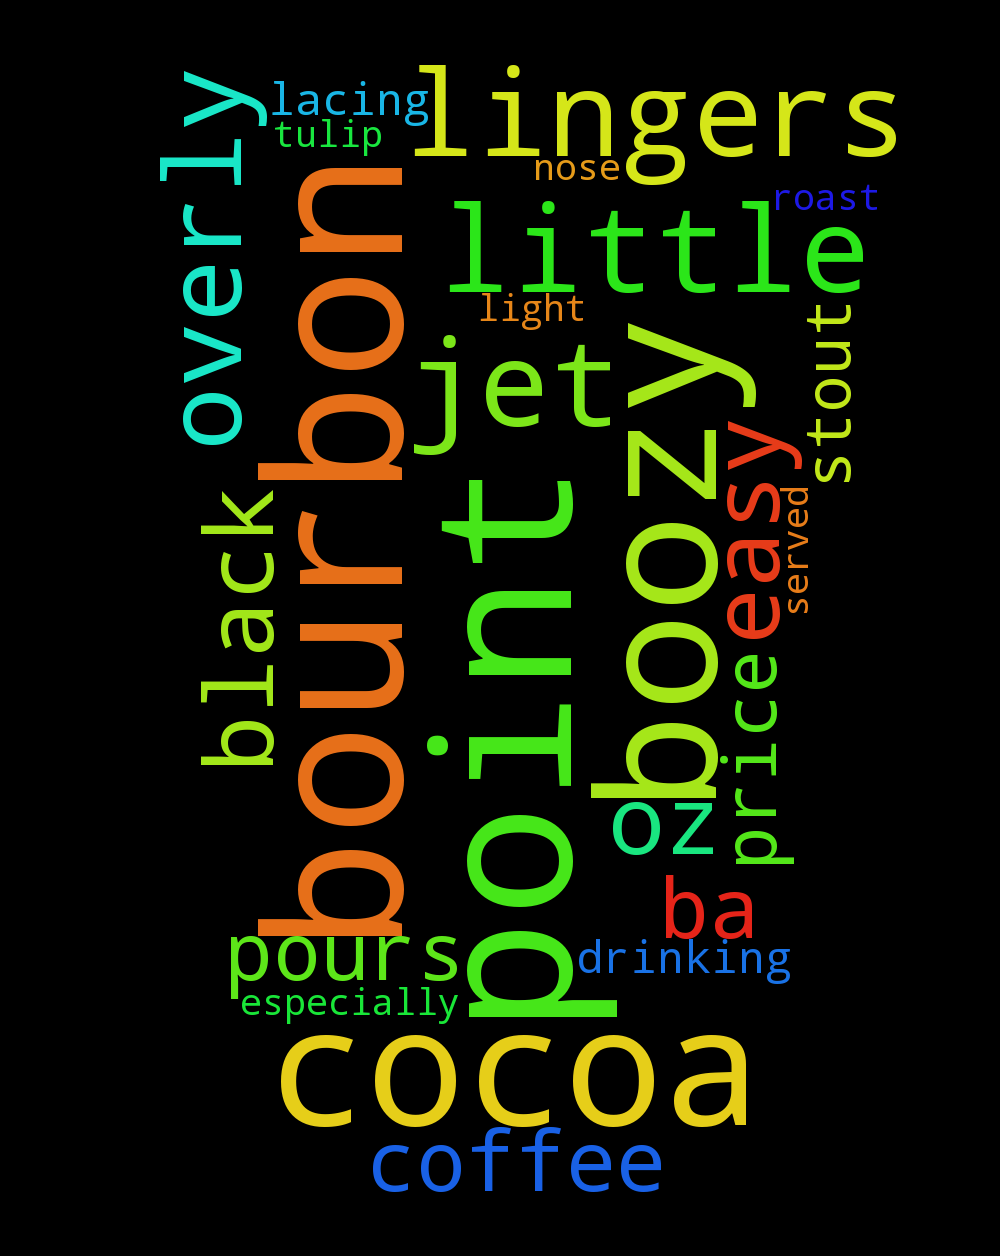 lingers
lacing
tulip
overly
nose
bourbon
roast
little
light
stout
jet
boozy
easy
served
black
point
price
oz
ba
pours
drinking
especially
cocoa
coffee